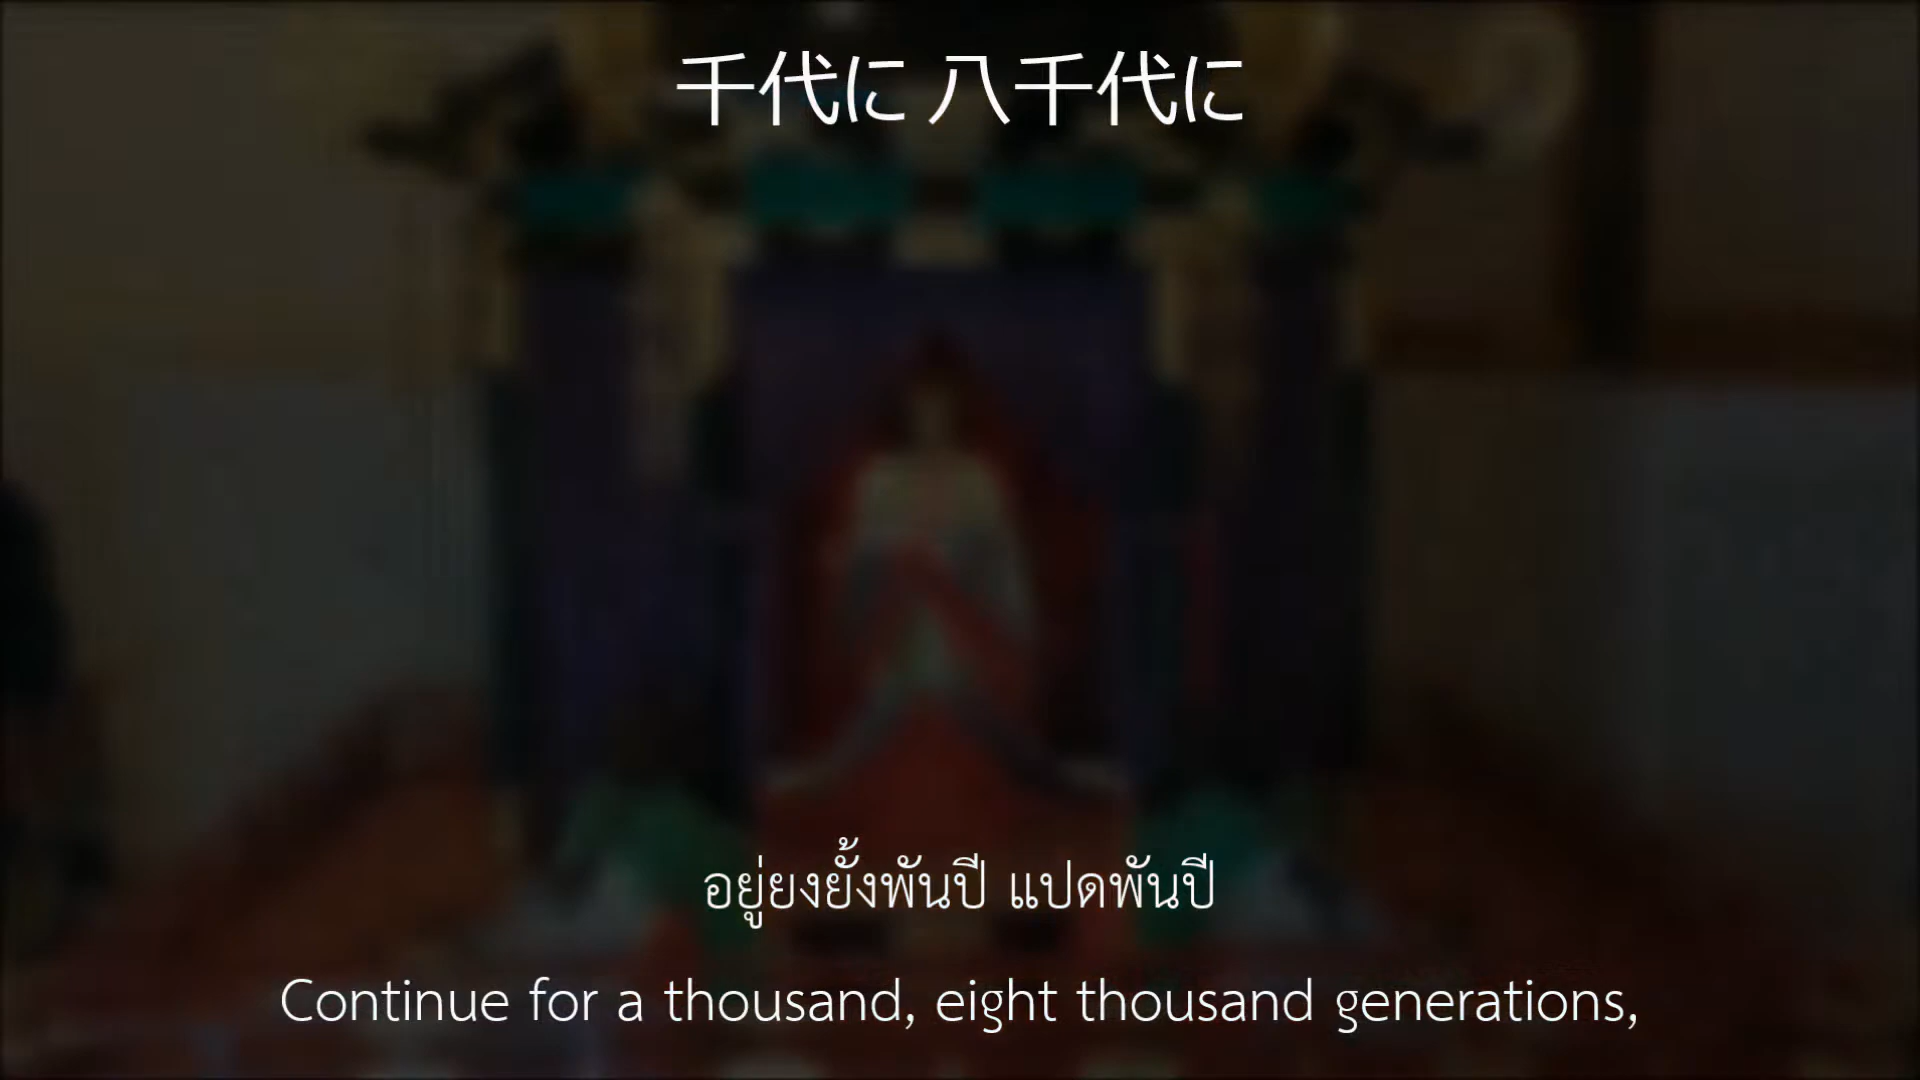 千代に 八千代に
อยู่ยงยั้งพันปี แปดพันปี
Continue for a thousand, eight thousand generations,